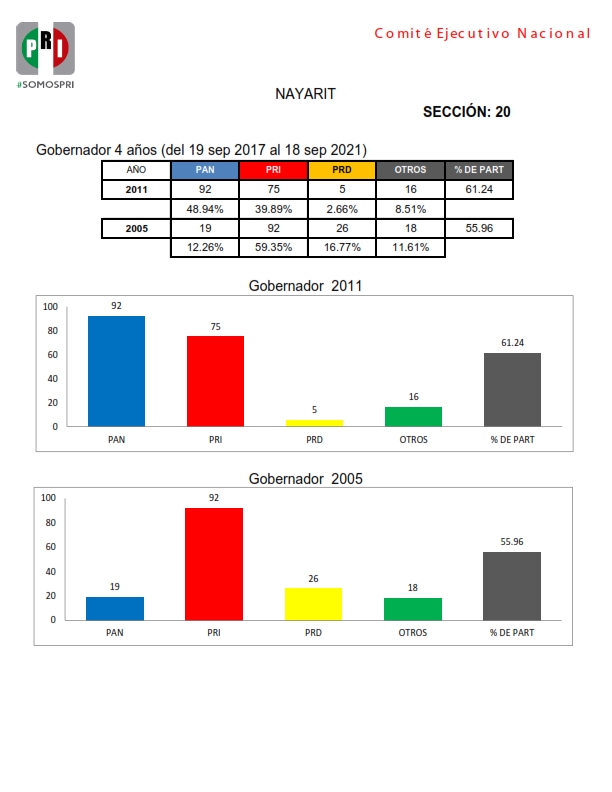 Comité Ejecutivo Nacional
PRI
#SOMOSPRI
NAYARIT
SECCIÓN: 20
Gobernador 4 años (del 19 sep 2017 al 18 sep 2021)
AÑO PAN PRI PRD OTROS % DE PART
2011 92 75 5 16 61.24
48.94% 39.89% 2.66% 8.51%
2005 19 92 26 18 55.96
12.26% 59.35% 16.77% 11.61%
Gobernador 2011
100
80
60
40
20
0
92
75
5
16
61.24
PAN PRI PRD OTROS % DE PART
Gobernador 2005
100
80
60
40
20
0
19
92
26
18
55.96
PAN PRI PRD OTROS % DE PART